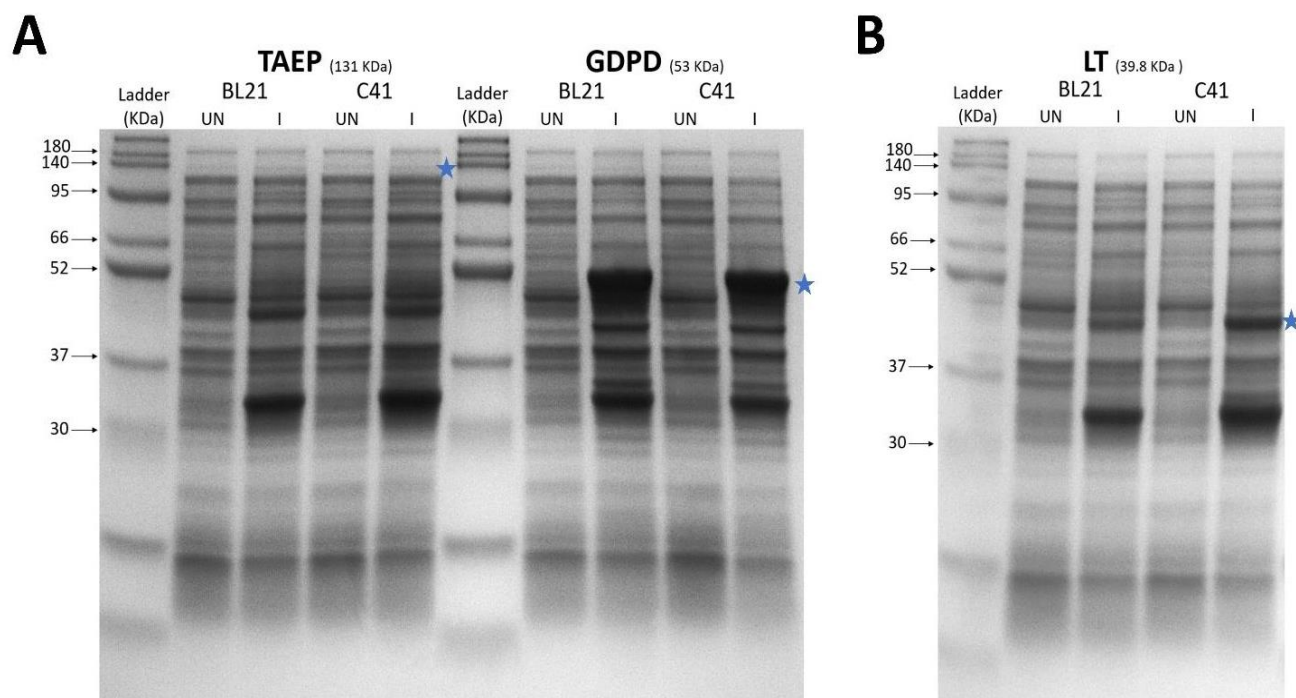 A
B
TAEP (131 KDa)
GDPD (53 KDa)
LT (39.8 KDa )
Ladder
(KDa)
BL21
C41
Ladder
(KDa)
BL21
C41
Ladder
(KDa)
BL21
C41
UN I UN I
UN I UN I
UN I UN I
180
140
95
66
52
37
30
180
140
95
66
52
37
30